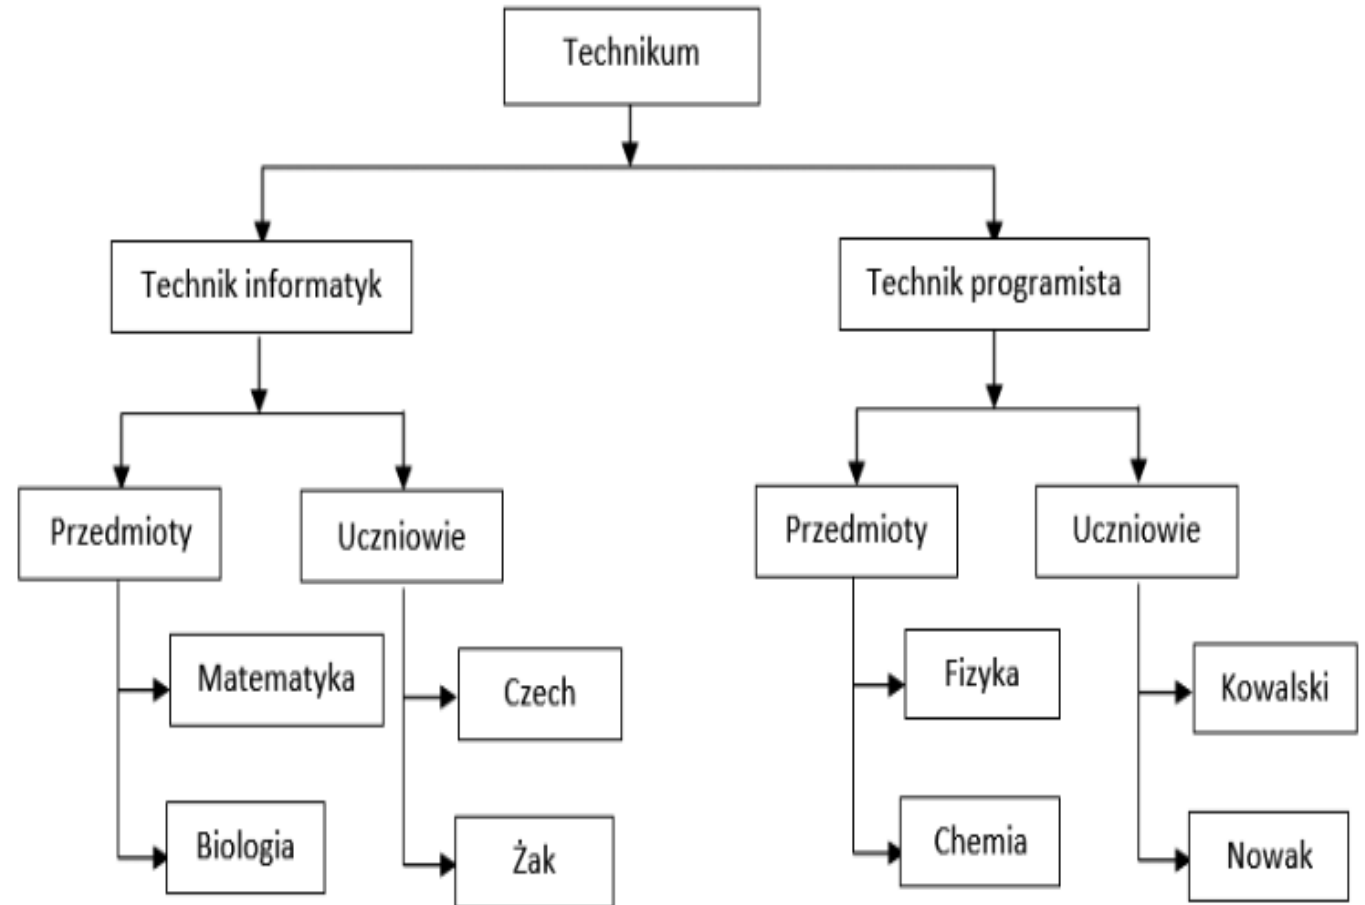 Technikum
Technik informatyk
Technik programista
Przedmioty
Uczniowie
Przedmioty
Uczniowie
Matematyka
Czech
Fizyka
Kowalski
Biologia
Żak
Chemia
Nowak